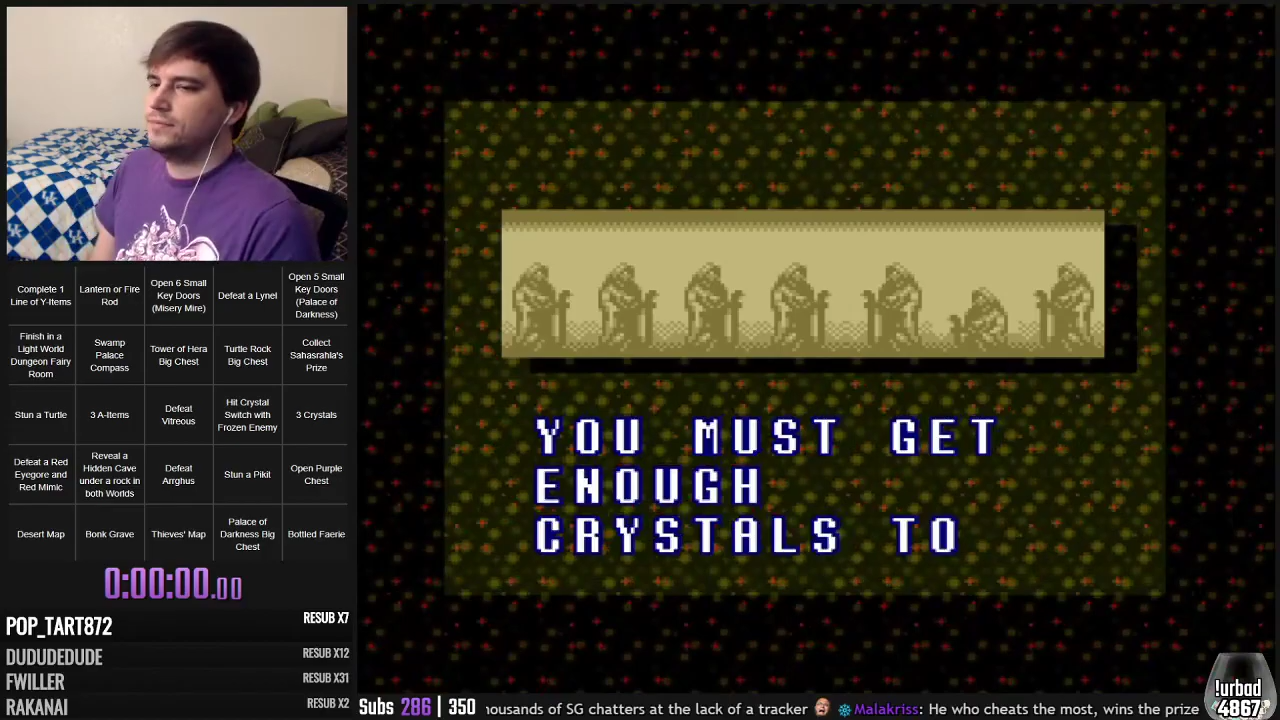 Complete 1
Line of Y-Items
Lantern or Fire
Rod
Open 6 Small
Key Doors
(Misery Mire)
Defeat a Lynel
Open 5 Small
Key Doors
(Palace of
Darkness)
Finish in a
Light World
Dungeon Fairy
Room
Swamp
Palace
Compass
Tower of Hera
Big Chest
Turtle Rock
Big Chest
Collect
Sahasrahla's
Prize
Stun a Turtle
3 A-Items
Defeat
Vitreous
Hit Crystal
Switch with
Frozen Enemy
3 Crystals
Defeat a Red
Eyegore and
Red Mimic
Reveal a
Hidden Cave
under a rock in
both Worlds
Defeat
Arrghus
Stun a Pikit
Open Purple
Chest
Desert Map
Bonk Grave
Thieves' Map
Palace of
Darkness Big
Chest
Bottled Faerie
0:00:00.00
POP_TART872 RESUB X7
DUDUDEDUDE RESUB X12
FWILLER RESUB X31
RAKANAI RESUB X2
YOU MUST GET
ENOUGH
CRYSTALS TO
Subs 286 | 350 housands of SG chatters at the lack of a tracker Malakriss: He who cheats the most, wins the prize
!urbad
4867